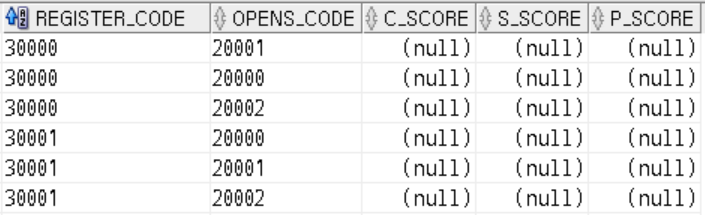 REGISTER_CODE OPENS_CODE C_SCORE S_SCORE P_SCORE
30000 20001 (null) (null) (null)
30000 20000 (null) (null) (null)
30000 20002 (null) (null) (null)
30001 20000 (null) (null) (null)
30001 20001 (null) (null) (null)
30001 20002 (null) (null) (null)